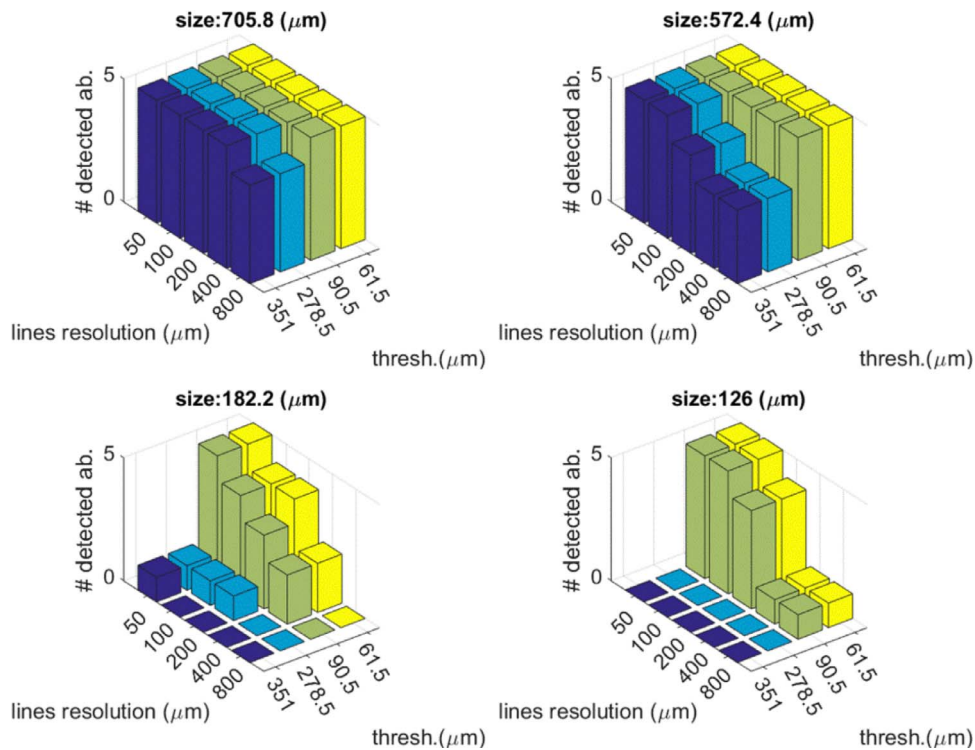 size:705.8 (μm)
# detected ab.
5
0
50
100
200
400
800
351
278.5
90.5
61.5
lines resolution (μm)
thresh.(μm)
size:572.4 (μm)
# detected ab.
5
0
50
100
200
400
800
351
278.5
90.5
61.5
lines resolution (μm)
thresh.(μm)
size:182.2 (μm)
# detected ab.
5
0
50
100
200
400
800
351
278.5
90.5
61.5
lines resolution (μm)
thresh.(μm)
size:126 (μm)
# detected ab.
5
0
50
100
200
400
800
351
278.5
90.5
61.5
lines resolution (μm)
thresh.(μm)